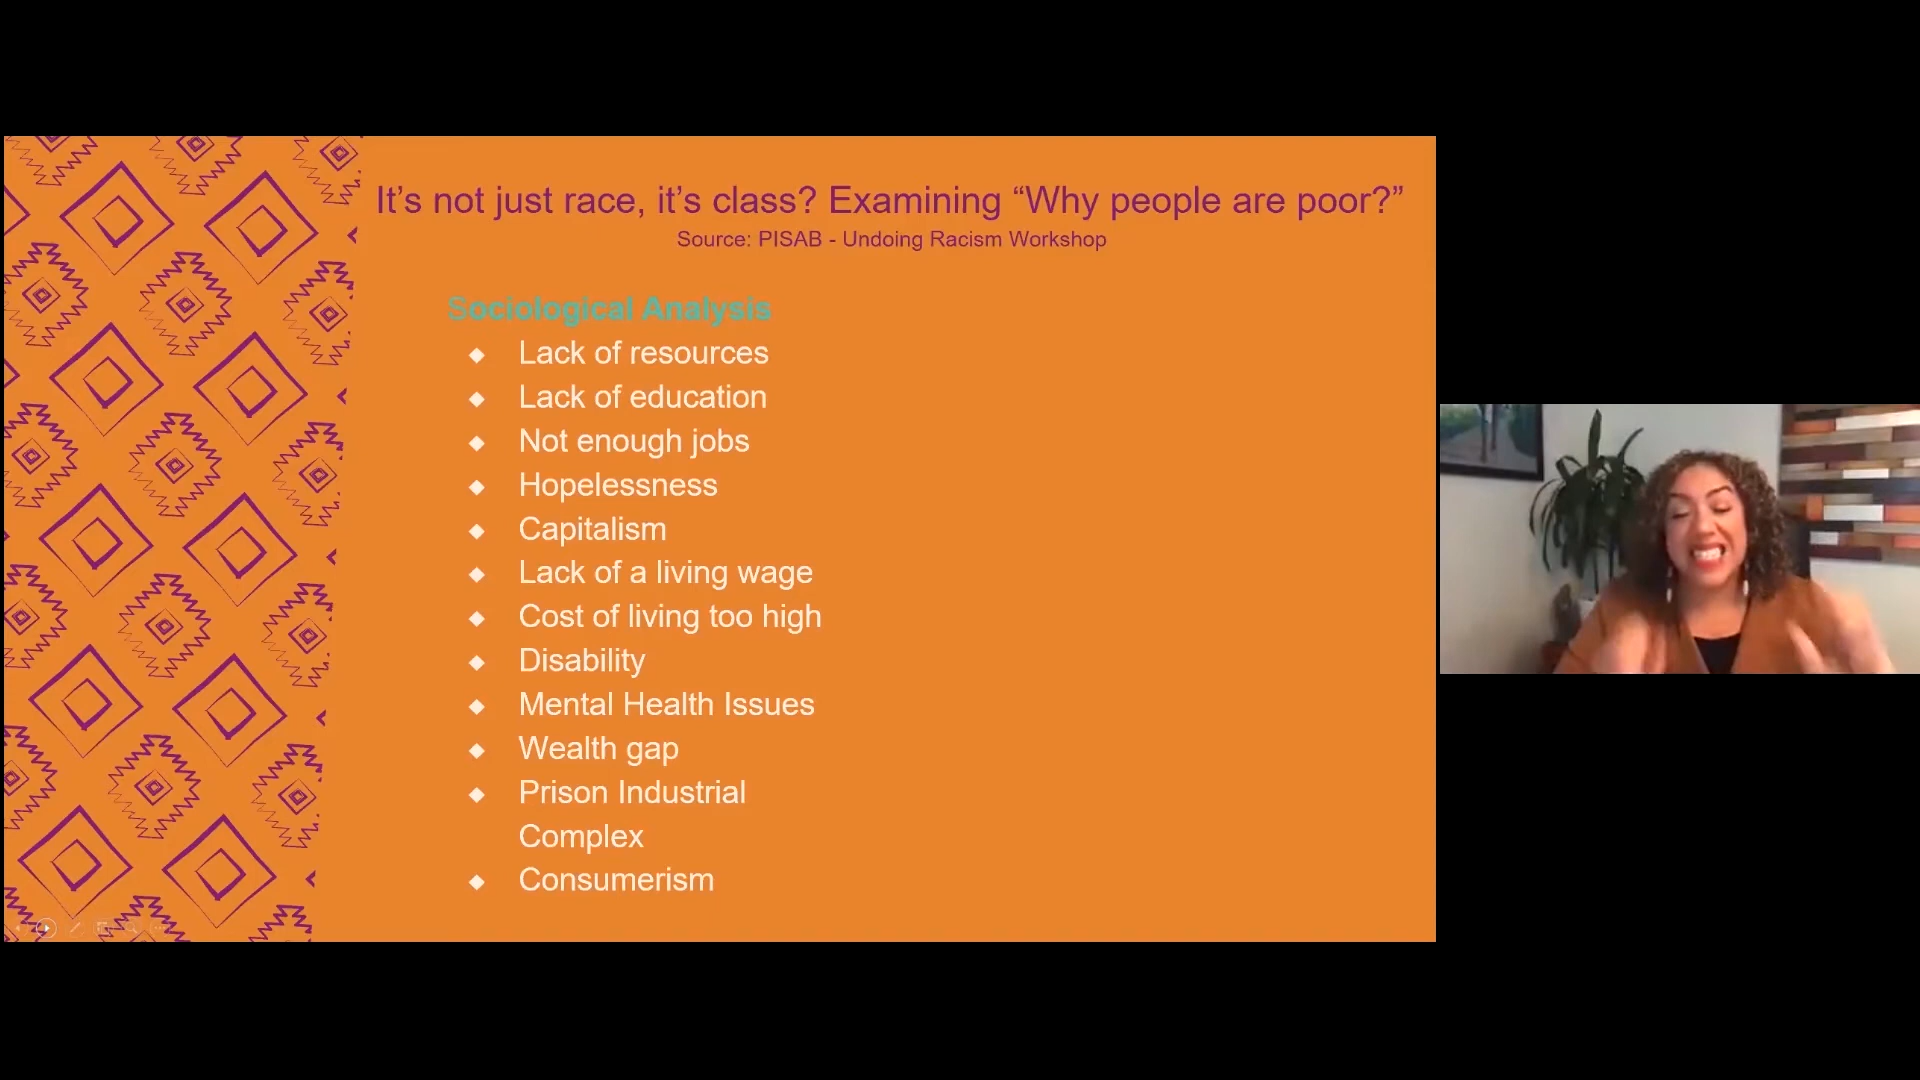 It’s not just race, it’s class? Examining “Why people are poor?”
Source: PISAB - Undoing Racism Workshop
Sociological Analysis
Lack of resources
Lack of education
Not enough jobs
Hopelessness
Capitalism
Lack of a living wage
Cost of living too high
Disability
Mental Health Issues
Wealth gap
Prison Industrial
Complex
Consumerism